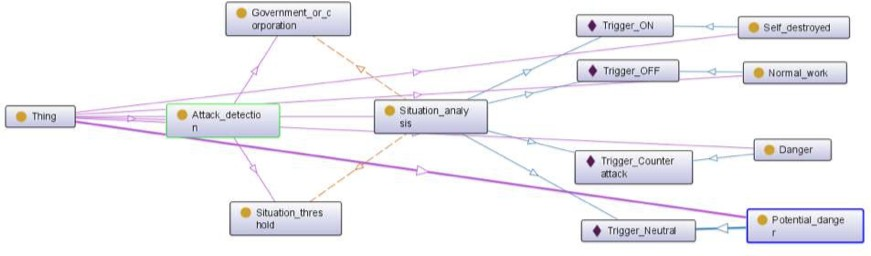 Government_or_c
orporation
Trigger_ON
Self_destroyed
Trigger_OFF
Normal_work
Thing
Attack_detectio
n
Situation_analy
sis
Danger
Trigger_Counter
attack
Situation_thres
hold
Trigger_Neutral
Potential_dange
r